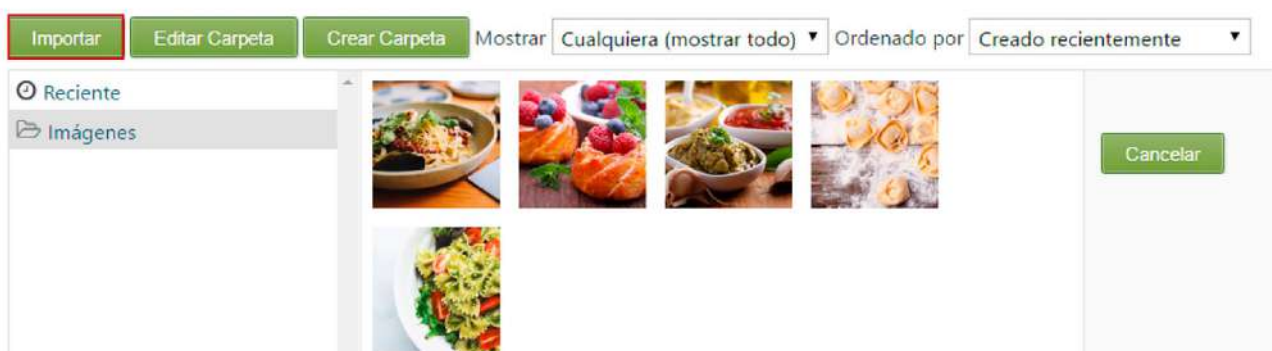 Importar Editar Carpeta Crear Carpeta Mostrar Cualquiera (mostrar todo) Ordenado por Creado recientemente
Reciente
Imágenes
Cancelar